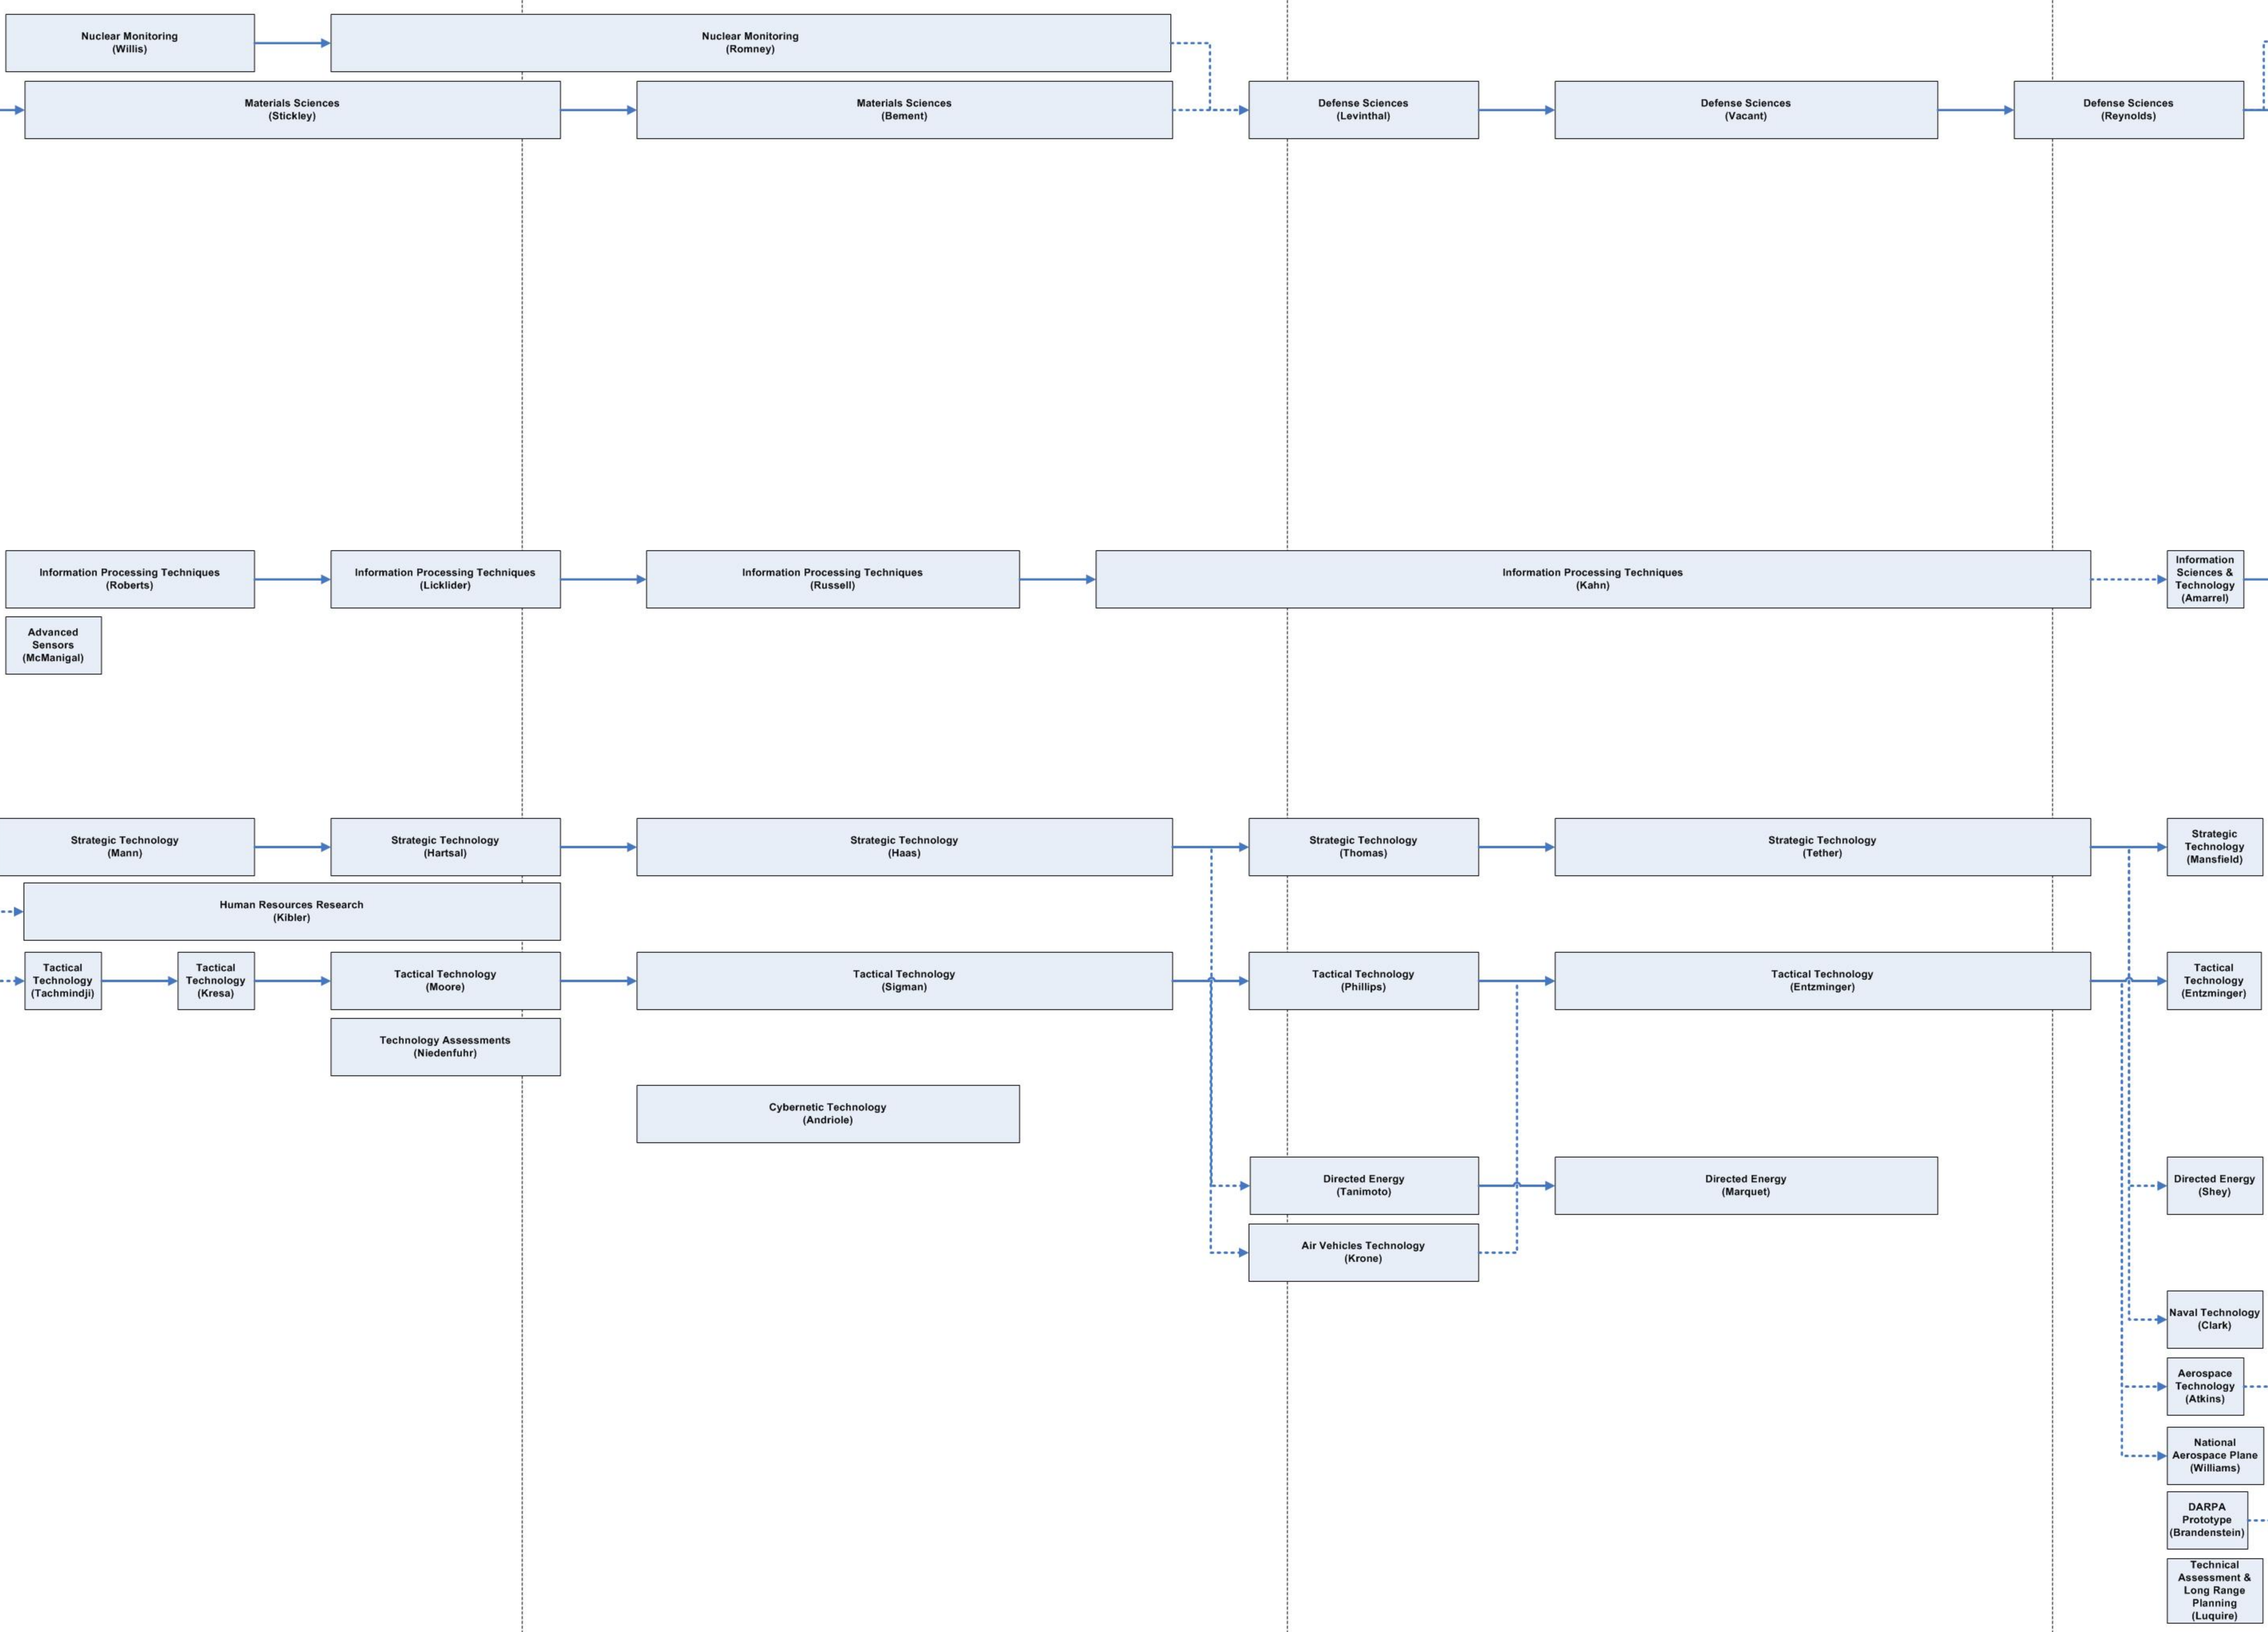 Nuclear Monitoring
(Willis)
Nuclear Monitoring
(Romney)
Materials Sciences
(Stickley)
Materials Sciences
(Bement)
Defense Sciences
(Levinthal)
Defense Sciences
(Vacant)
Defense Sciences
(Reynolds)
Information Processing Techniques
(Roberts)
Information Processing Techniques
(Licklider)
Information Processing Techniques
(Russell)
Information Processing Techniques
(Kahn)
Information
Sciences &
Technology
(Amarrel)
Advanced
Sensors
(McManigal)
Strategic Technology
(Mann)
Strategic Technology
(Hartsal)
Strategic Technology
(Haas)
Strategic Technology
(Thomas)
Strategic Technology
(Tether)
Strategic
Technology
(Mansfield)
Human Resources Research
(Kibler)
Tactical
Technology
(Tachmindji)
Tactical
Technology
(Kresa)
Tactical Technology
(Moore)
Tactical Technology
(Sigman)
Tactical Technology
(Phillips)
Tactical Technology
(Entzminger)
Tactical
Technology
(Entzminger)
Technology Assessments
(Niedenfuhr)
Cybernetic Technology
(Andriole)
Directed Energy
(Tanimoto)
Directed Energy
(Marquet)
Directed Energy
(Shey)
Air Vehicles Technology
(Krone)
Naval Technology
(Clark)
Aerospace
Technology
(Atkins)
National
Aerospace Plane
(Williams)
DARPA
Prototype
(Brandenstein)
Technical
Assessment &
Long Range
Planning
(Luquire)